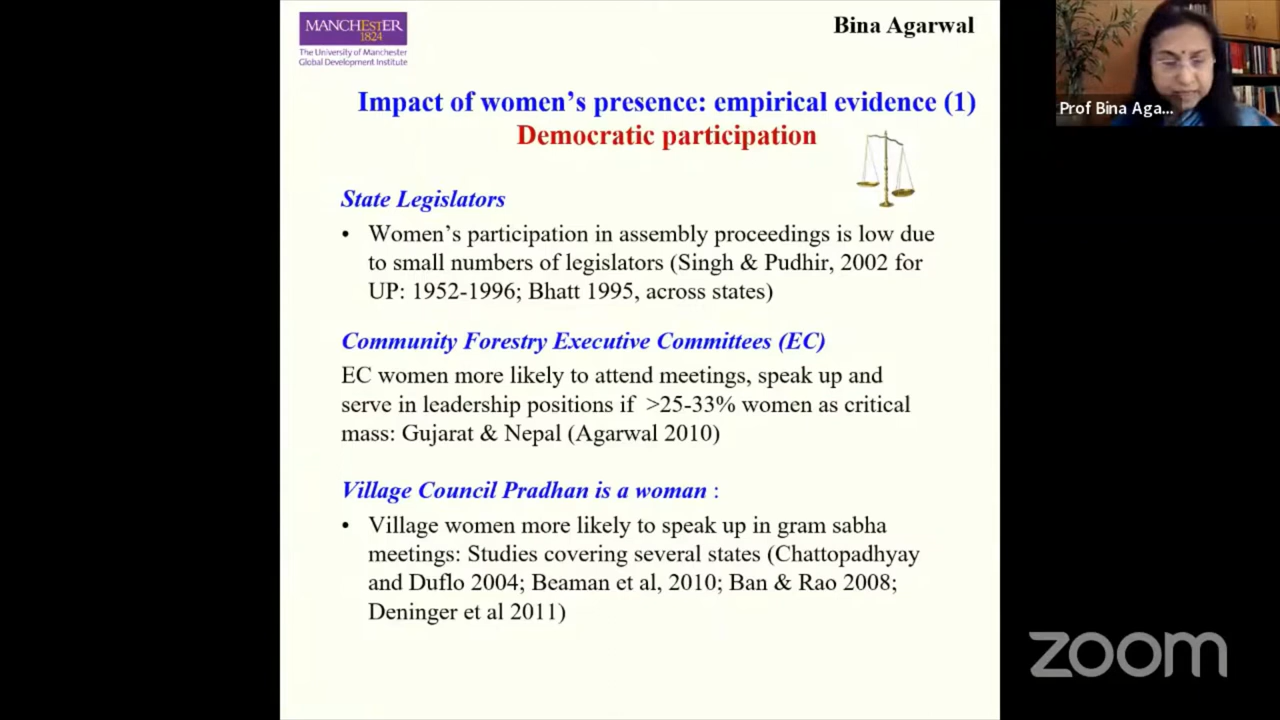 MANCHESTER
1824
The University of Manchester
Global Development Institute
Bina Agarwal
Prof Bina Aga...
Impact of women's presence: empirical evidence (1)
Democratic participation
State Legislators
• Women's participation in assembly proceedings is low due
to small numbers of legislators (Singh & Pudhir, 2002 for
UP: 1952-1996; Bhatt 1995, across states)
Community Forestry Executive Committees (EC)
EC women more likely to attend meetings, speak up and
serve in leadership positions if >25-33% women as critical
mass: Gujarat & Nepal (Agarwal 2010)
Village Council Pradhan is a woman :
• Village women more likely to speak up in gram sabha
meetings: Studies covering several states (Chattopadhyay
and Duflo 2004; Beaman et al, 2010; Ban & Rao 2008;
Deninger et al 2011)
zoom